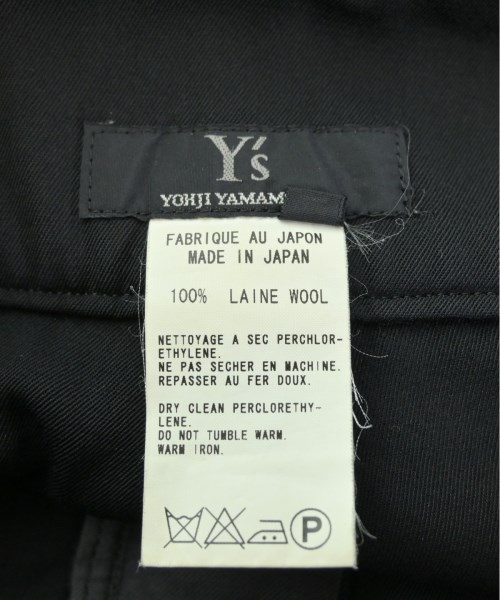 Y's
YOHJI YAMAM
FABRIQUE AU JAPON
MADE IN JAPAN
100% LAINE WOOL
NETTOYAGE A SEC PERCHLOR-
ETHYLENE.
NE PAS SECHER EN MACHINE.
REPASSER AU FER DOUX.
DRY CLEAN PERCLORETHY-
LENE.
DO NOT TUMBLE WARM.
WARM IRON.
P